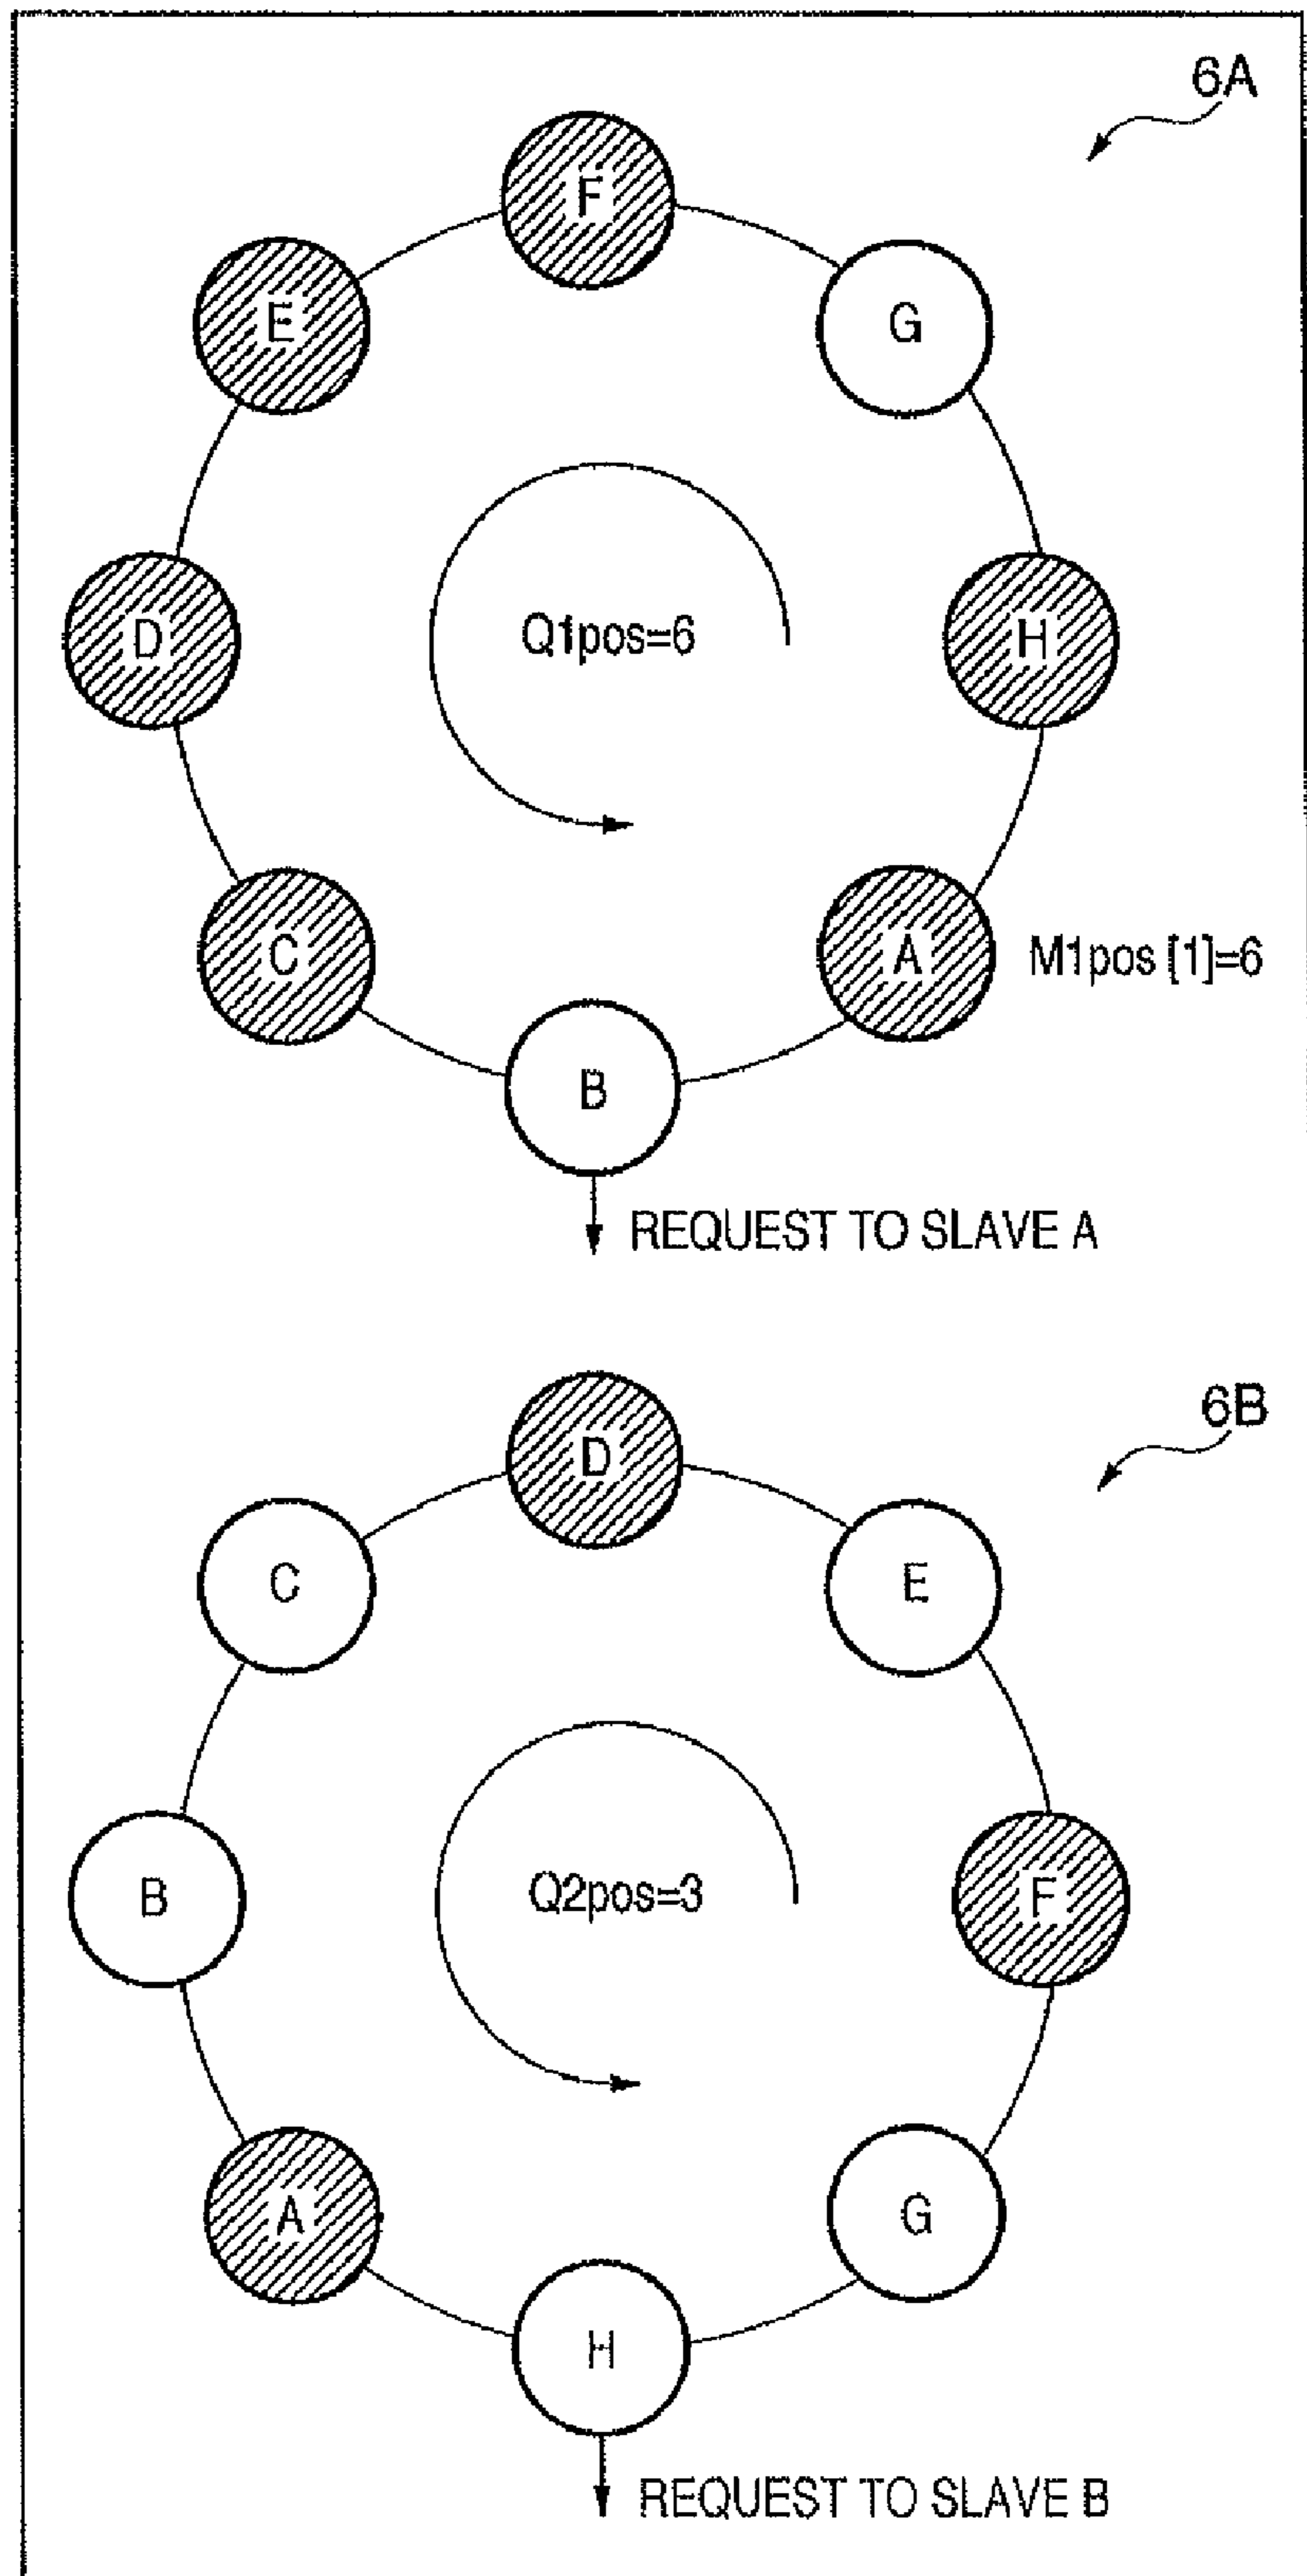 6A
F
E
G
Q1pos=6
D
H
C
A
M1pos [1]=6
B
REQUEST TO SLAVE A
6B
D
C
E
Q2pos=3
B
F
A
G
H
REQUEST TO SLAVE B